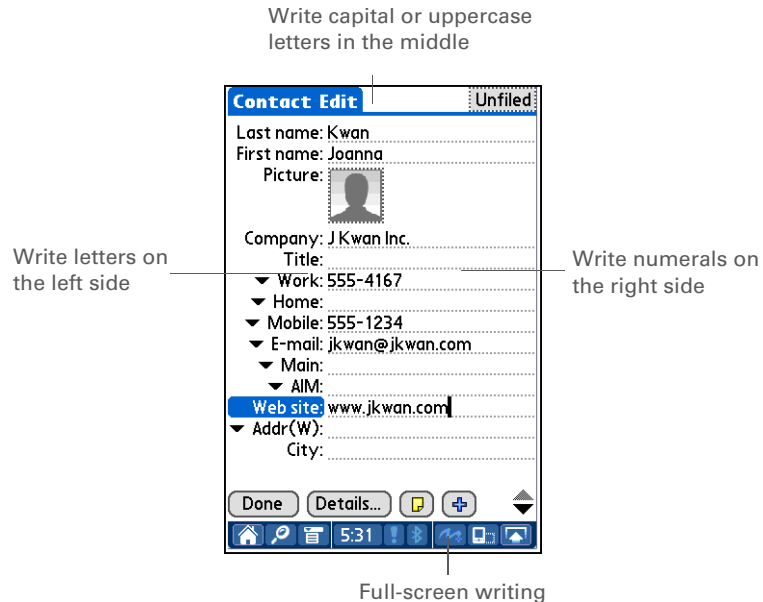 Write capital or uppercase
letters in the middle
Contact Edit Unfiled
Last name: Kwan
First name: Joanna
Picture:
Company: J Kwan Inc.
Title:
Write letters on
the left side
Write numerals on
the right side
Work: 555-4167
Home:
Mobile: 555-1234
E-mail: jkwan@jkwan.com
Main:
AIM:
Web site: www.jkwan.com
Addr(W):
City:
Done Details...
5:31
Full-screen writing